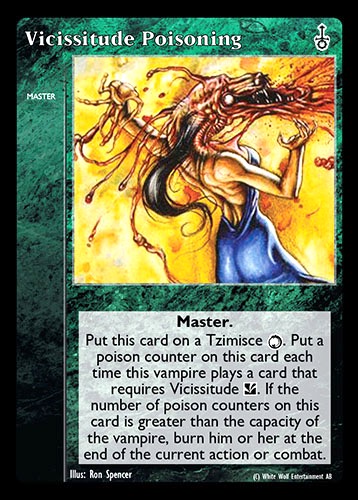 Vicissitude Poisoning
MASTER
Master.
Put this card on a Tzimisce. Put a
poison counter on this card each
time this vampire plays a card that
requires Vicissitude. If the
number of poison counters on this
card is greater than the capacity of
the vampire, burn him or her at the
end of the current action or combat.
Illus: Ron Spencer
(C) White Wolf Entertainment AB